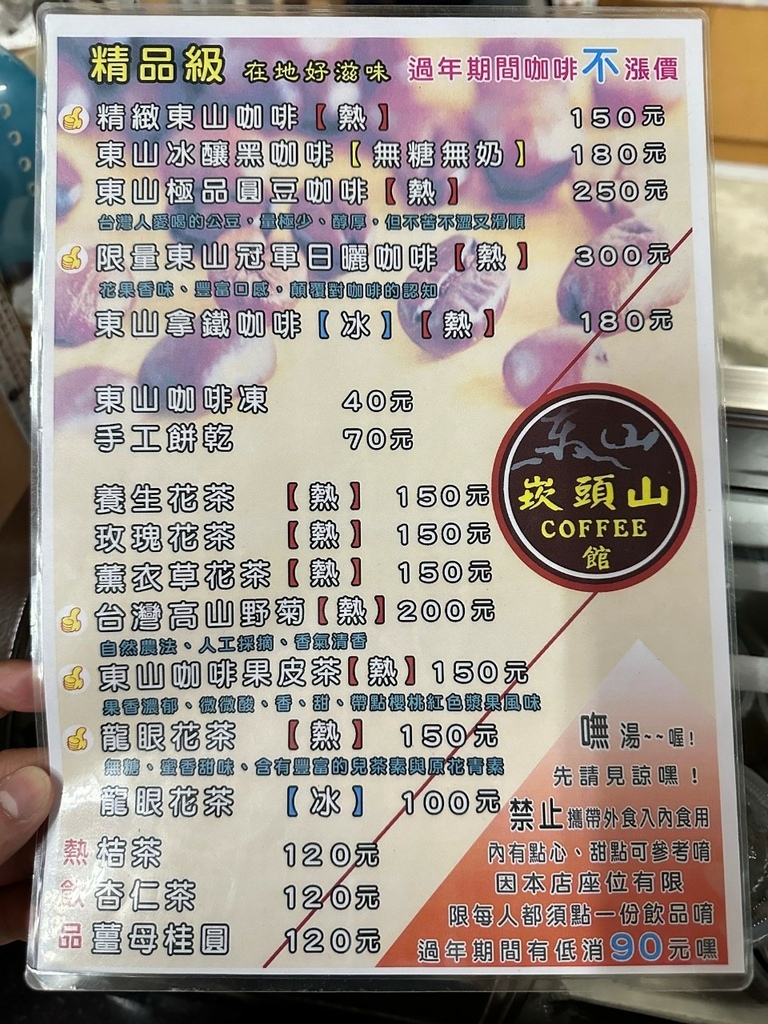 精品級 在地好滋味 過年期間咖啡不漲價
精緻東山咖啡【熱】 150元
東山冰釀黑咖啡【無糖無奶】 180元
東山極品圓豆咖啡【熱】 250元
台灣人愛喝的公豆，量極少、醇厚，但不苦不澀又滑順
限量東山冠軍日曬咖啡【熱】 300元
花果香味、豐富口感，顛覆對咖啡的認知
東山拿鐵咖啡【冰】【熱】 180元
東山咖啡凍 40元
手工餅乾 70元
東山
崁頭山
COFFEE
館
養生花茶 【熱】 150元
玫瑰花茶 【熱】 150元
薰衣草花茶【熱】 150元
台灣高山野菊【熱】200元
自然農法、人工採摘、香氣清香
東山咖啡果皮茶【熱】150元
果香濃郁、微微酸、香、甜、帶點櫻桃紅色漿果風味
龍眼花茶 【熱】 150元
無糖、蜜香甜味、含有豐富的兒茶素與原花青素
龍眼花茶 【冰】 100元
熱飲品
桔茶 120元
杏仁茶 120元
薑母桂圓 120元
嘸湯~~喔！
先請見諒嘿！
禁止攜帶外食入內食用
內有點心、甜點可參考唷
因本店座位有限
限每人都須點一份飲品唷
過年期間有低消90元嘿